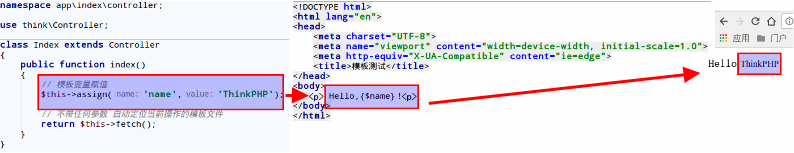 namespace app\index\controller;
use think\Controller;
class Index extends Controller
{
public function index()
{
// 模板变量赋值
$this->assign( name: 'name', value: 'ThinkPHP');
// 不带任何参数 自动定位当前操作的模板文件
return $this->fetch();
}
}
<!DOCTYPE html>
<html lang="en">
<head>
<meta charset="UTF-8">
<meta name="viewport" content="width=device-width, initial-scale=1.0">
<meta http-equiv="X-UA-Compatible" content="ie=edge">
<title>模板测试</title>
</head>
<body>
<p>Hello,{$name}!<p>
</body>
</html>
应用
门户
Hello ThinkPHP